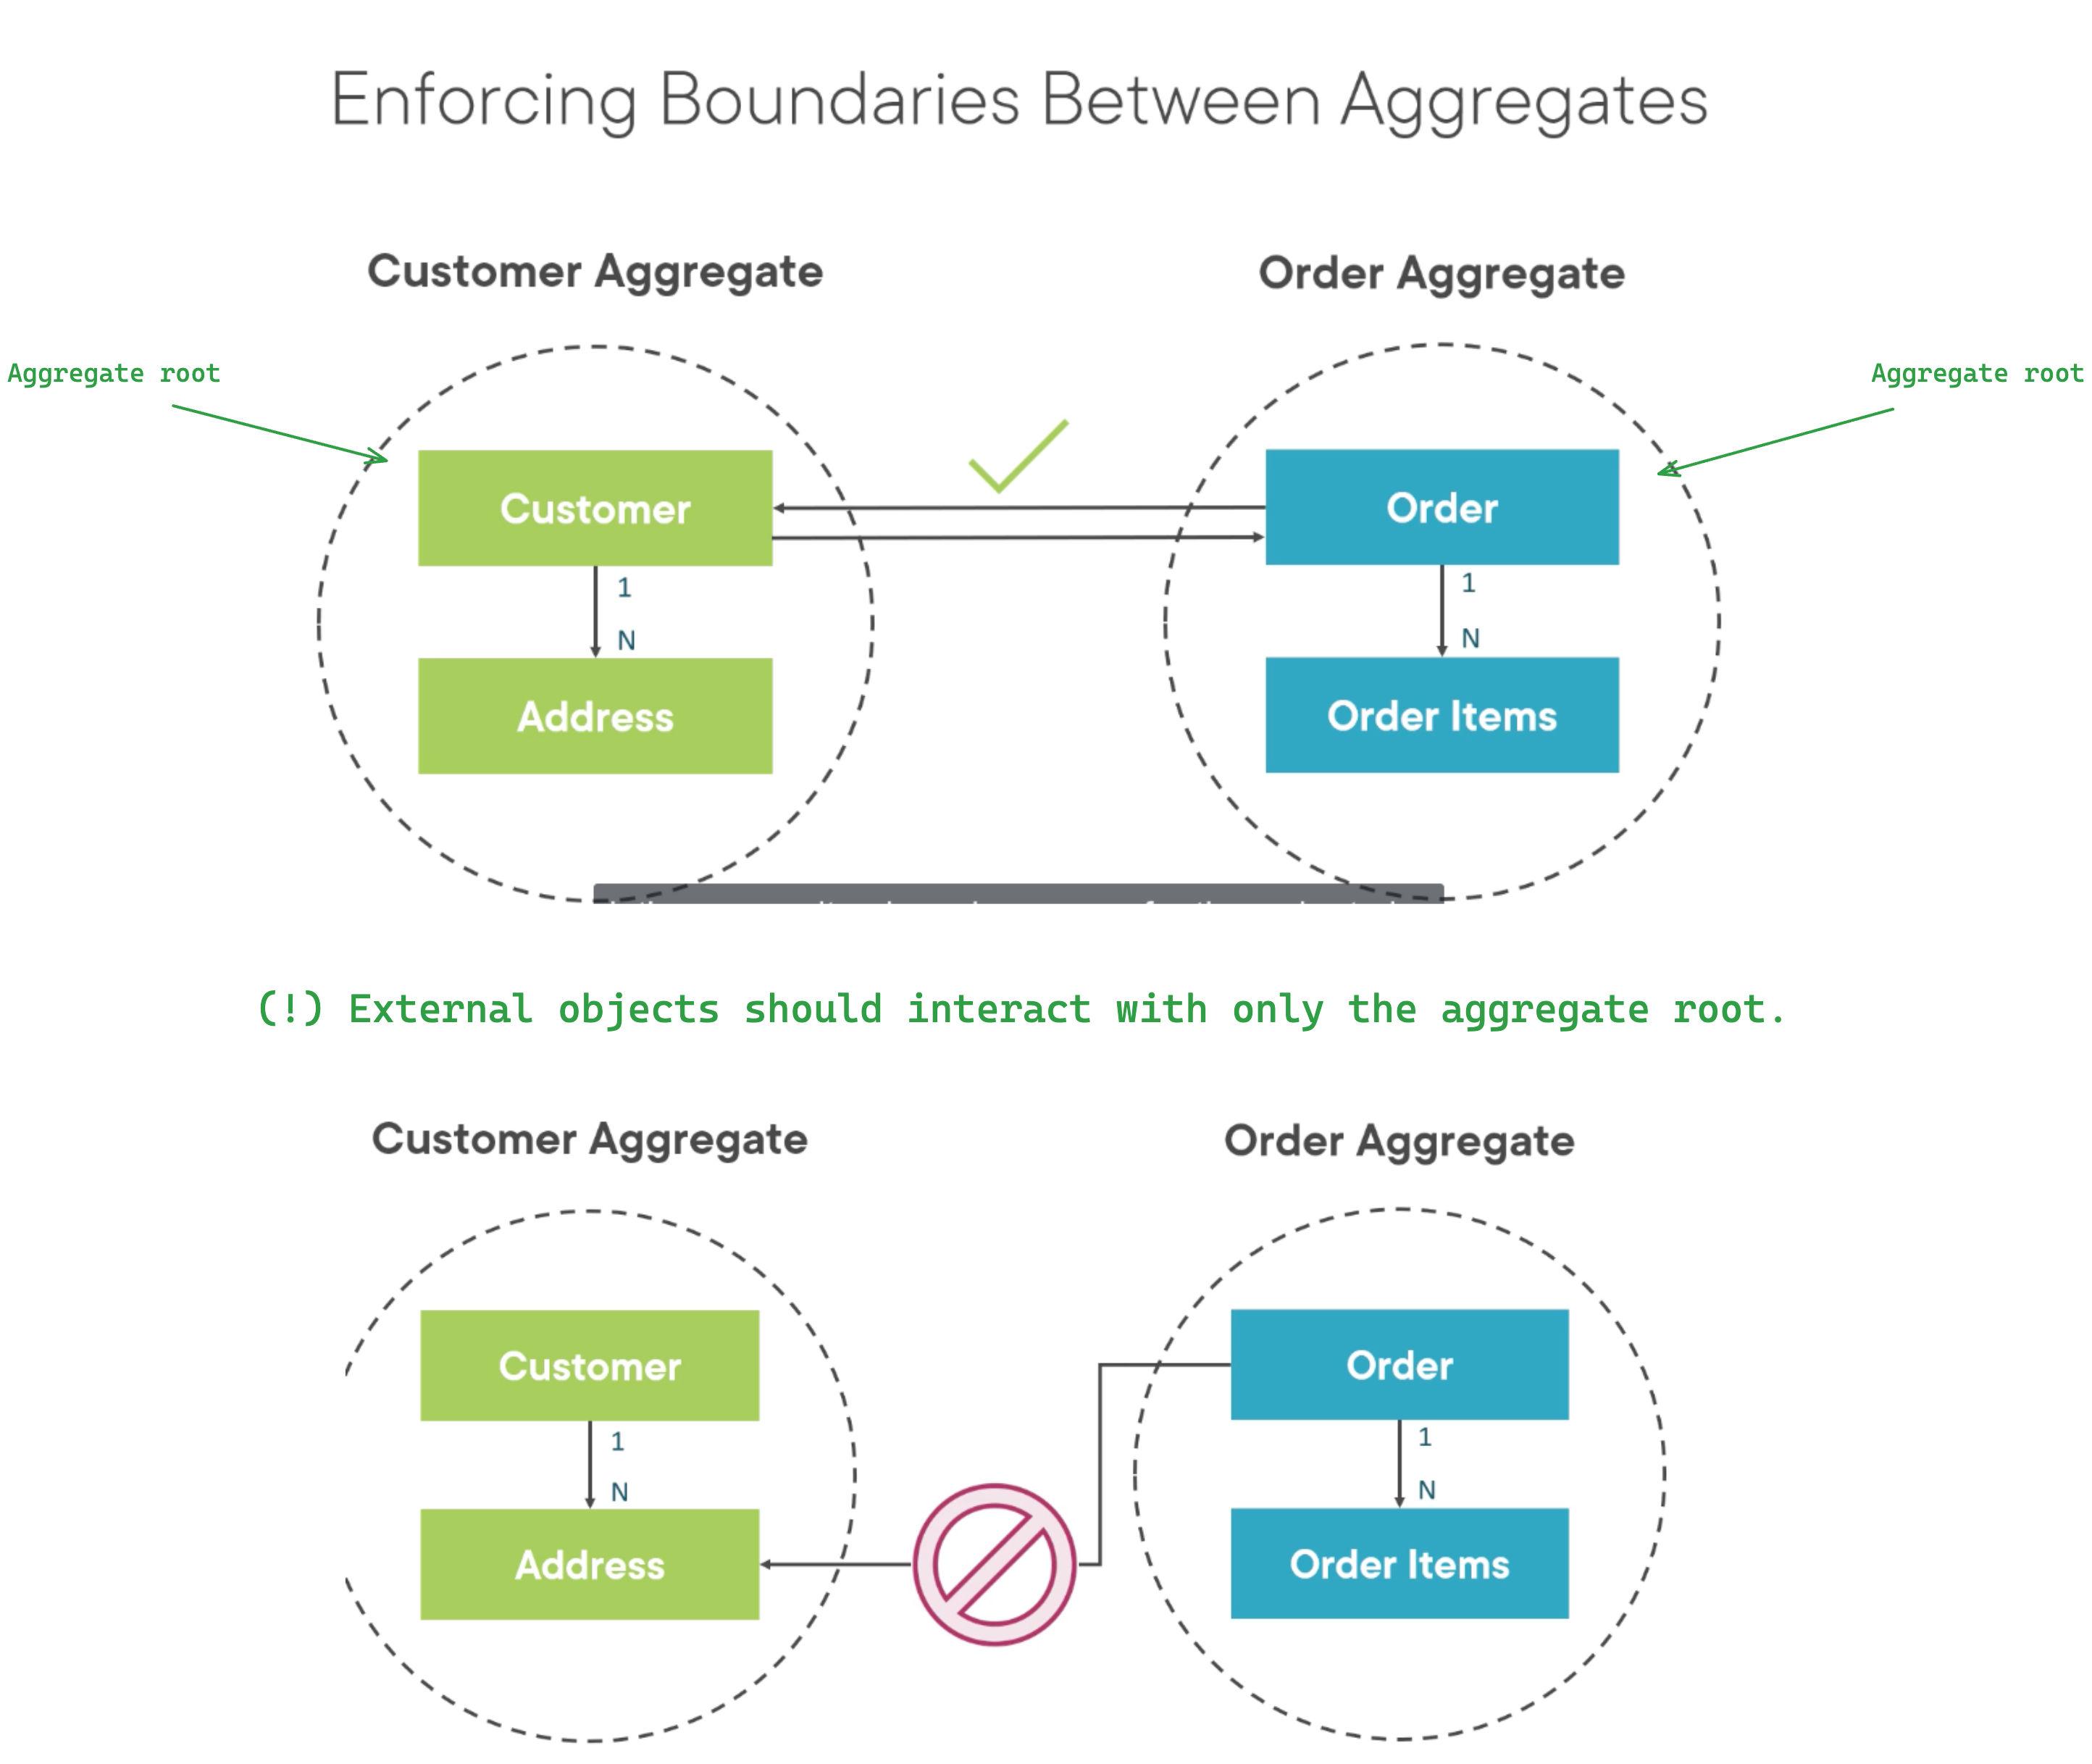 Enforcing Boundaries Between Aggregates
Customer Aggregate
Order Aggregate
Aggregate root
Aggregate root
Customer
Order
1
N
1
N
Address
Order Items
(!) External objects should interact with only the aggregate root.
Customer Aggregate
Order Aggregate
Customer
Order
1
N
1
N
Address
Order Items